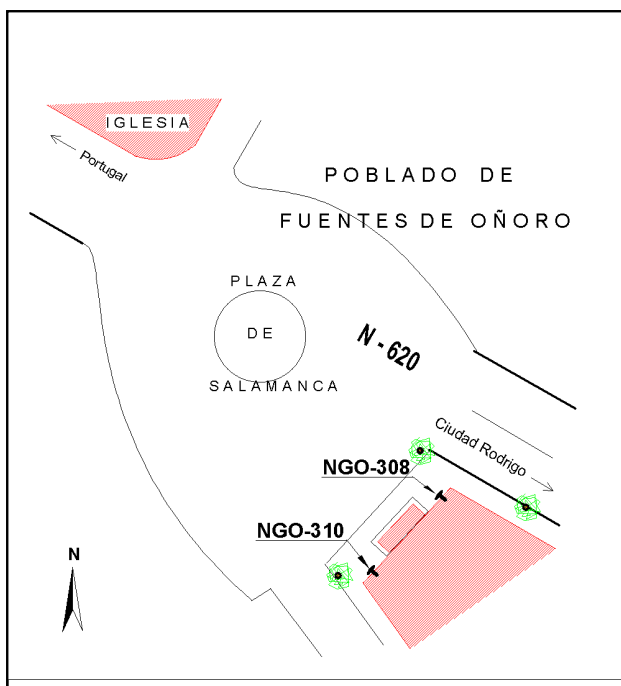 IGLESIA
Portugal
POBLADO DE
FUENTES DE OÑORO
PLAZA
DE
SALAMANCA
N - 620
Ciudad Rodrigo
NGO-308
NGO-310
N